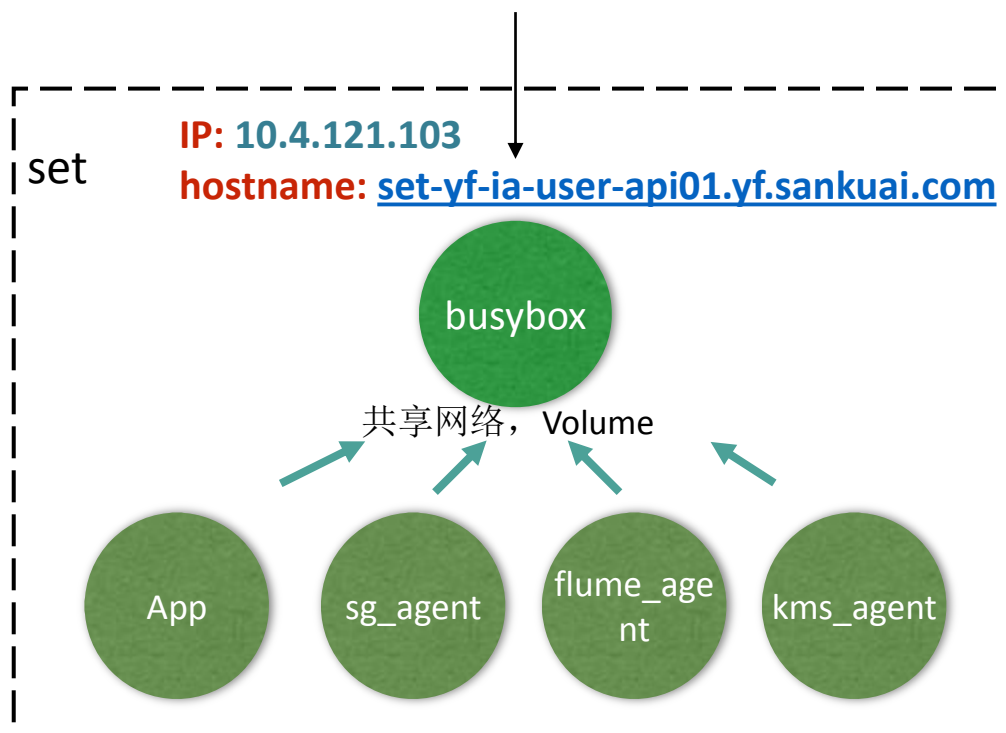 IP: 10.4.121.103
set
hostname: set-yf-ia-user-api01.yf.sankuai.com
busybox
共享网络，Volume
App
sg_agent
flume_age
nt
kms_agent